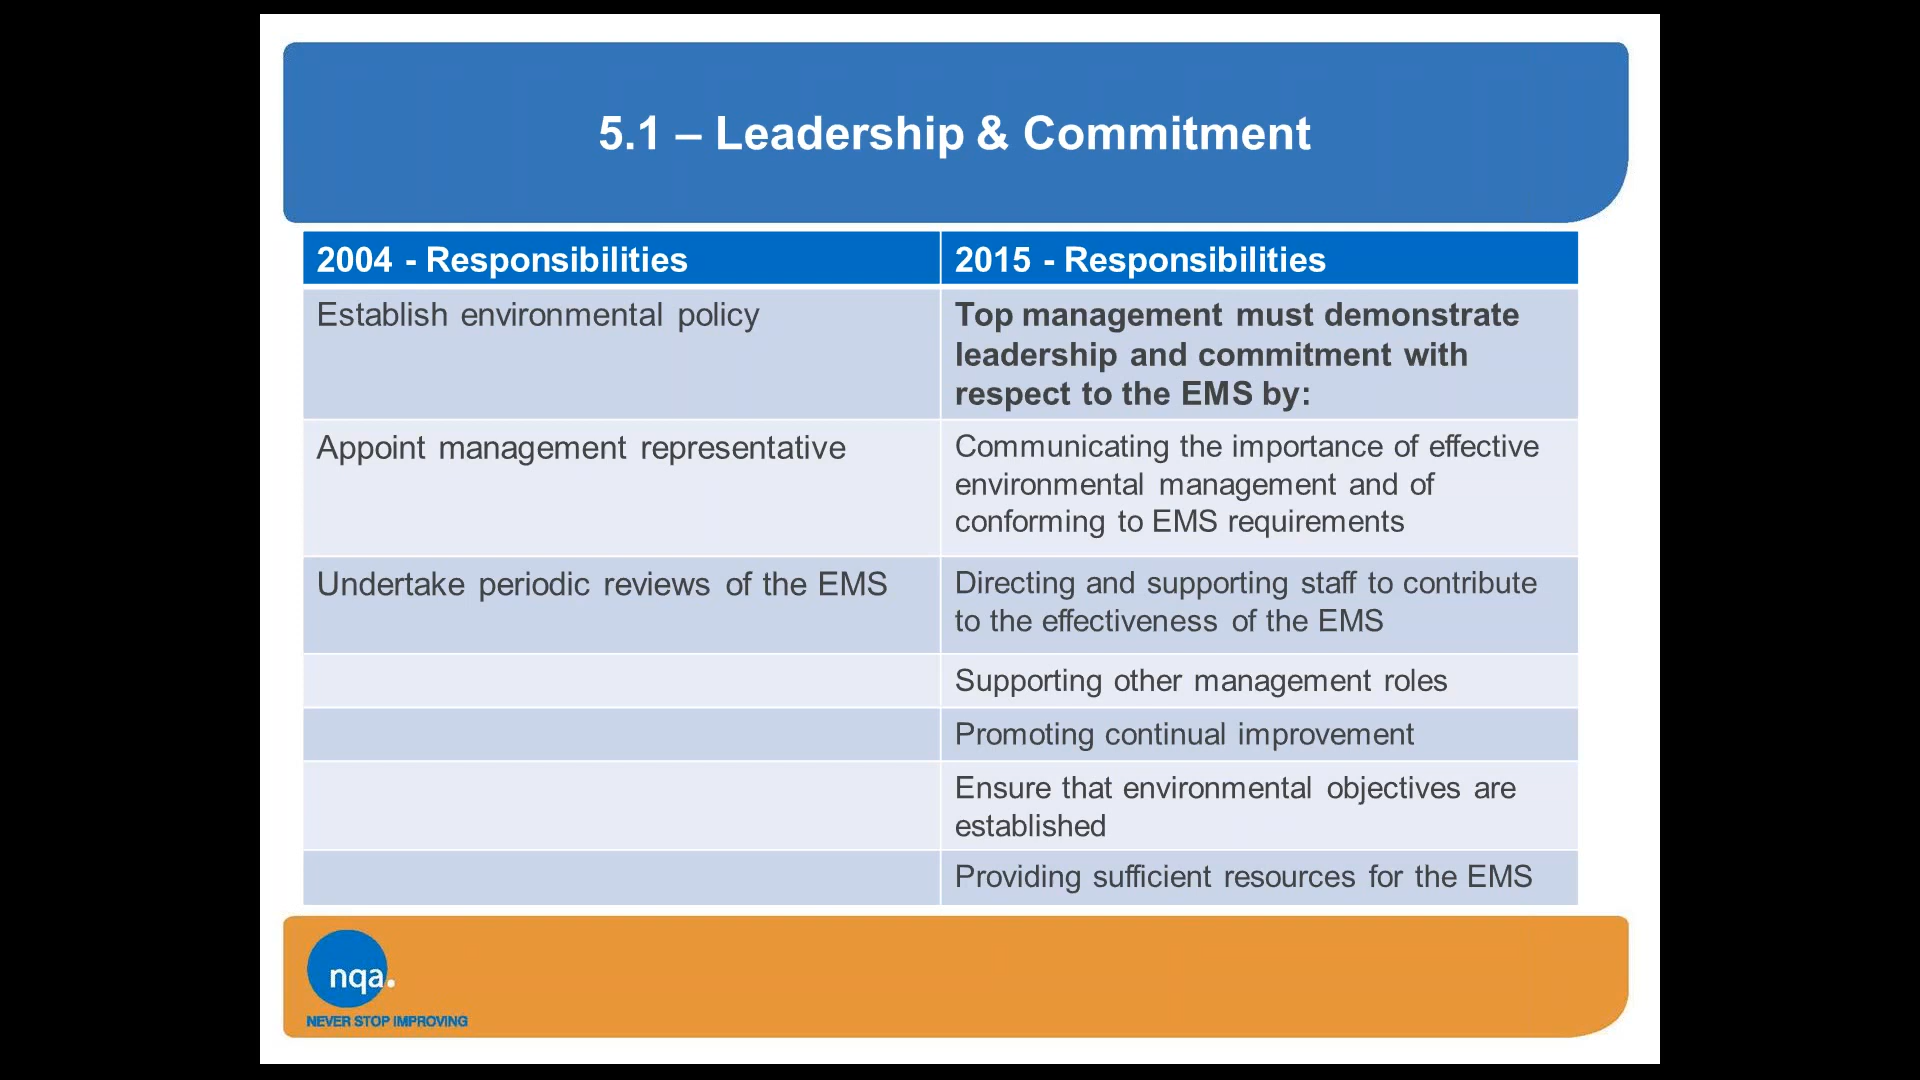 5.1 – Leadership & Commitment
2004 - Responsibilities
2015 - Responsibilities
Establish environmental policy
Top management must demonstrate
leadership and commitment with
respect to the EMS by:
Appoint management representative
Communicating the importance of effective
environmental management and of
conforming to EMS requirements
Undertake periodic reviews of the EMS
Directing and supporting staff to contribute
to the effectiveness of the EMS
Supporting other management roles
Promoting continual improvement
Ensure that environmental objectives are
established
Providing sufficient resources for the EMS
nqa.
NEVER STOP IMPROVING